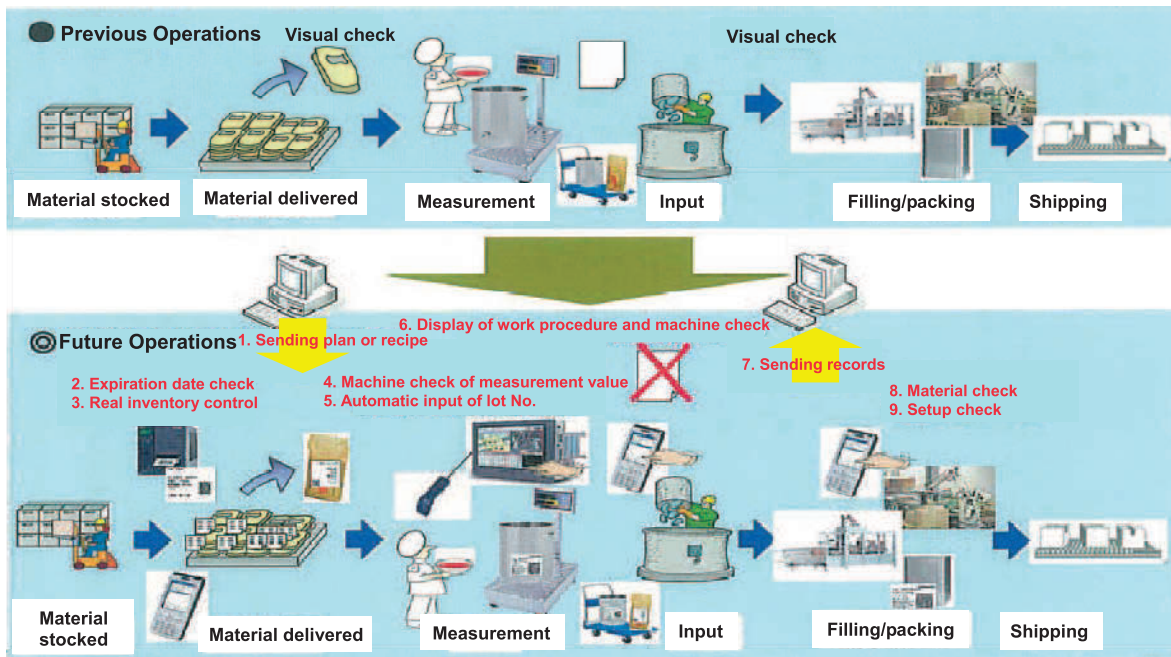 Previous Operations
Visual check
Visual check
Material stocked
Material delivered
Measurement
Input
Filling/packing
Shipping
Future Operations
1. Sending plan or recipe
6. Display of work procedure and machine check
7. Sending records
2. Expiration date check
3. Real inventory control
4. Machine check of measurement value
5. Automatic input of lot No.
8. Material check
9. Setup check
Material
stocked
Material delivered
Measurement
Input
Filling/packing
Shipping